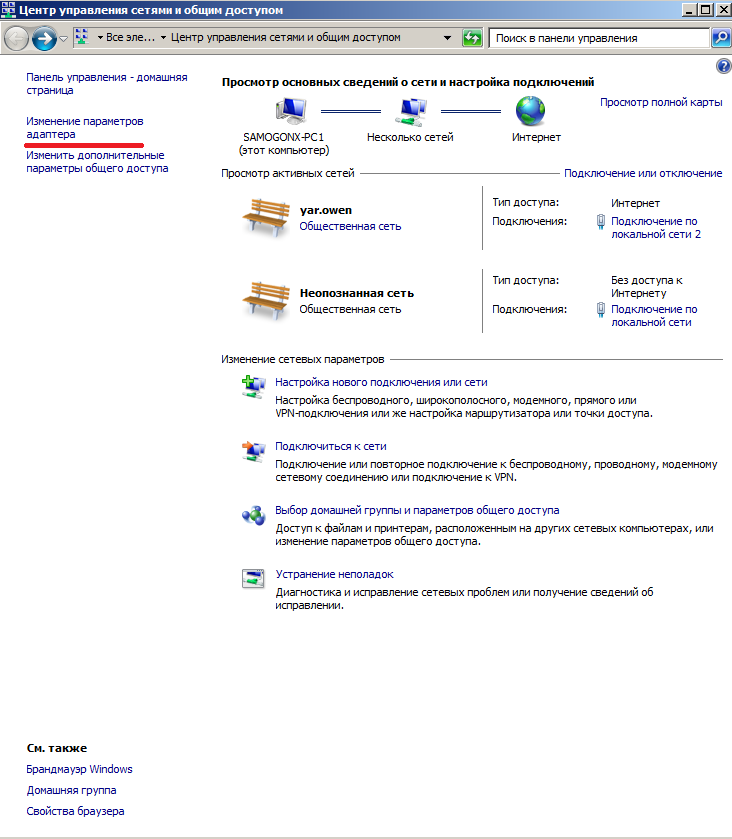 Центр управления сетями и общим доступом
Все эле...
Центр управления сетями и общим доступом
Поиск в панели управления
Панель управления - домашняя
страница
Изменение параметров
адаптера
Изменить дополнительные
параметры общего доступа
Просмотр основных сведений о сети и настройка подключений
Просмотр полной карты
SAMOGONX-PC1
(этот компьютер)
Несколько сетей
Интернет
Просмотр активных сетей
Подключение или отключение
yar.owen
Общественная сеть
Тип доступа:
Интернет
Подключения:
Подключение по
локальной сети 2
Неопознанная сеть
Общественная сеть
Тип доступа:
Без доступа к
Интернету
Подключения:
Подключение по
локальной сети
Изменение сетевых параметров
Настройка нового подключения или сети
Настройка беспроводного, широкополосного, модемного, прямого или
VPN-подключения или же настройка маршрутизатора или точки доступа.
Подключиться к сети
Подключение или повторное подключение к беспроводному, проводному, модемному
сетевому соединению или подключение к VPN.
Выбор домашней группы и параметров общего доступа
Доступ к файлам и принтерам, расположенным на других сетевых компьютерах, или
изменение параметров общего доступа.
Устранение неполадок
Диагностика и исправление сетевых проблем или получение сведений об
исправлении.
См. также
Брандмауэр Windows
Домашняя группа
Свойства браузера